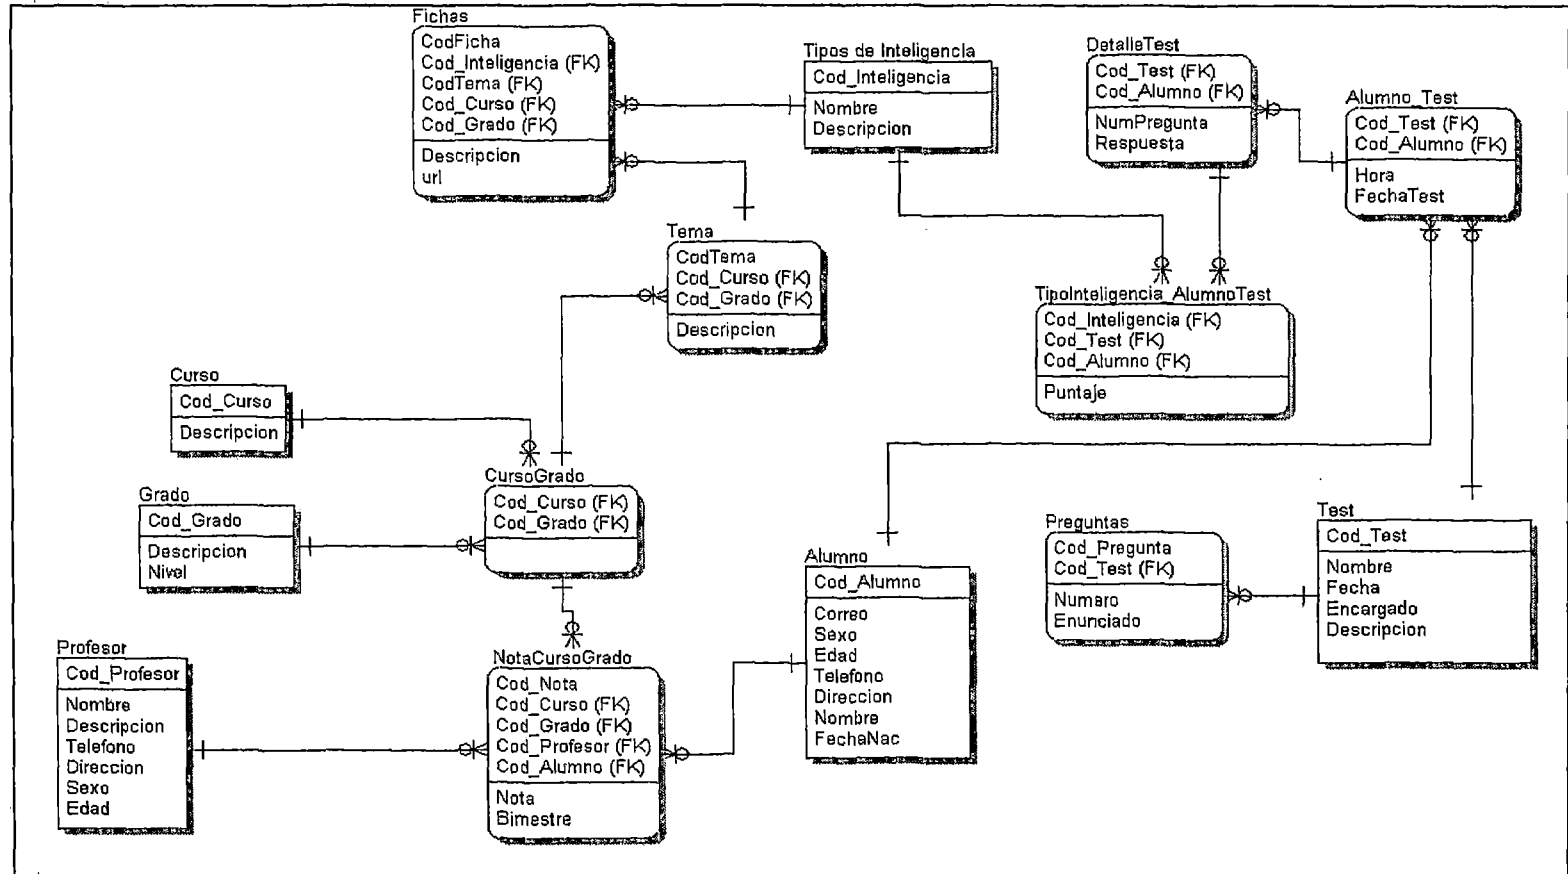 Fichas
CodFicha
Cod_Inteligencia (FK)
CodTema (FK)
Cod_Curso (FK)
Cod_Grado (FK)
Descripcion
url
Tipos de Inteligencia
Cod_Inteligencia
Nombre
Descripcion
DetalleTest
Cod_Test (FK)
Cod_Alumno (FK)
NumPregunta
Respuesta
Alumno_Test
Cod_Test (FK)
Cod_Alumno (FK)
Hora
FechaTest
Tema
CodTema
Cod_Curso (FK)
Cod_Grado (FK)
Descripcion
TipoInteligencia_AlumnoTest
Cod_Inteligencia (FK)
Cod_Test (FK)
Cod_Alumno (FK)
Puntaje
Curso
Cod_Curso
Descripcion
Grado
Cod_Grado
Descripcion
Nivel
CursoGrado
Cod_Curso (FK)
Cod_Grado (FK)
Profesor
Cod_Profesor
Nombre
Descripcion
Telefono
Direccion
Sexo
Edad
NotaCursoGrado
Cod_Nota
Cod_Curso (FK)
Cod_Grado (FK)
Cod_Profesor (FK)
Cod_Alumno (FK)
Nota
Bimestre
Alumno
Cod_Alumno
Correo
Sexo
Edad
Telefono
Direccion
Nombre
FechaNac
Preguntas
Cod_Pregunta
Cod_Test (FK)
Numaro
Enunciado
Test
Cod_Test
Nombre
Fecha
Encargado
Descripcion